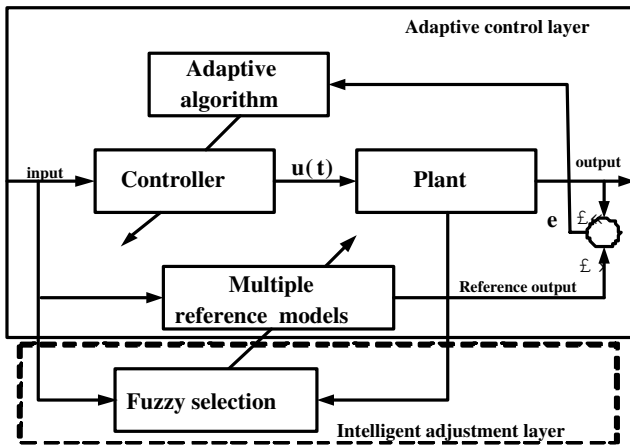 Adaptive control layer
Adaptive
algorithm
input
Controller
u(t)
Plant
output
e
£«
£
Multiple
reference models
Reference output
Fuzzy selection
Intelligent adjustment layer